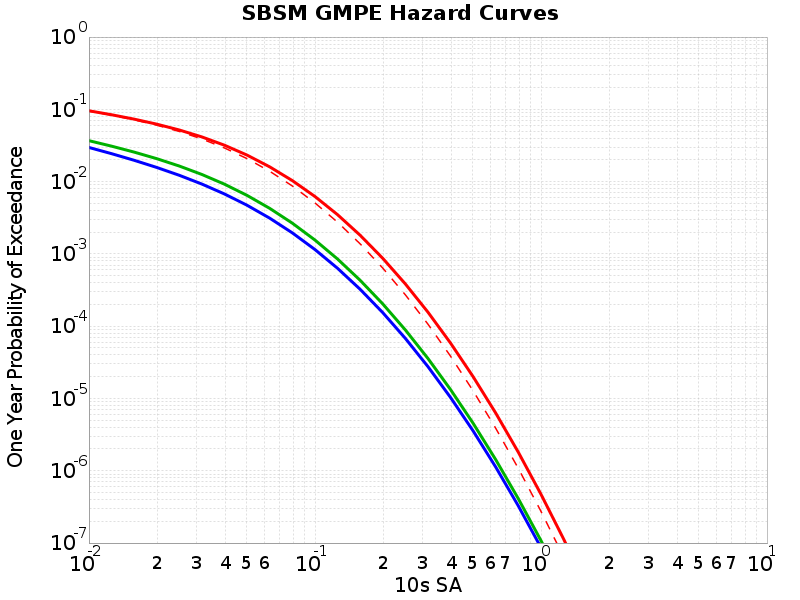 SBSM GMPE Hazard Curves
One Year Probability of Exceedance
10^0
10^-1
10^-2
10^-3
10^-4
10^-5
10^-6
10^-7
10^-2 2 3 4 5 6 10^-1 2 3 4 5 6 7 10^0 2 3 4 5 6 7 10^1
10s SA